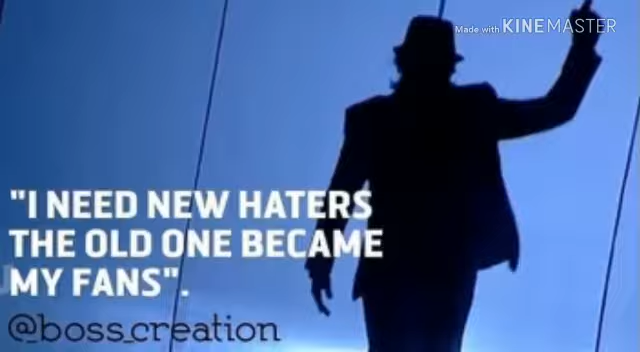 Made with KINEMASTER
"I NEED NEW HATERS
THE OLD ONE BECAME
MY FANS".
@boss_creation